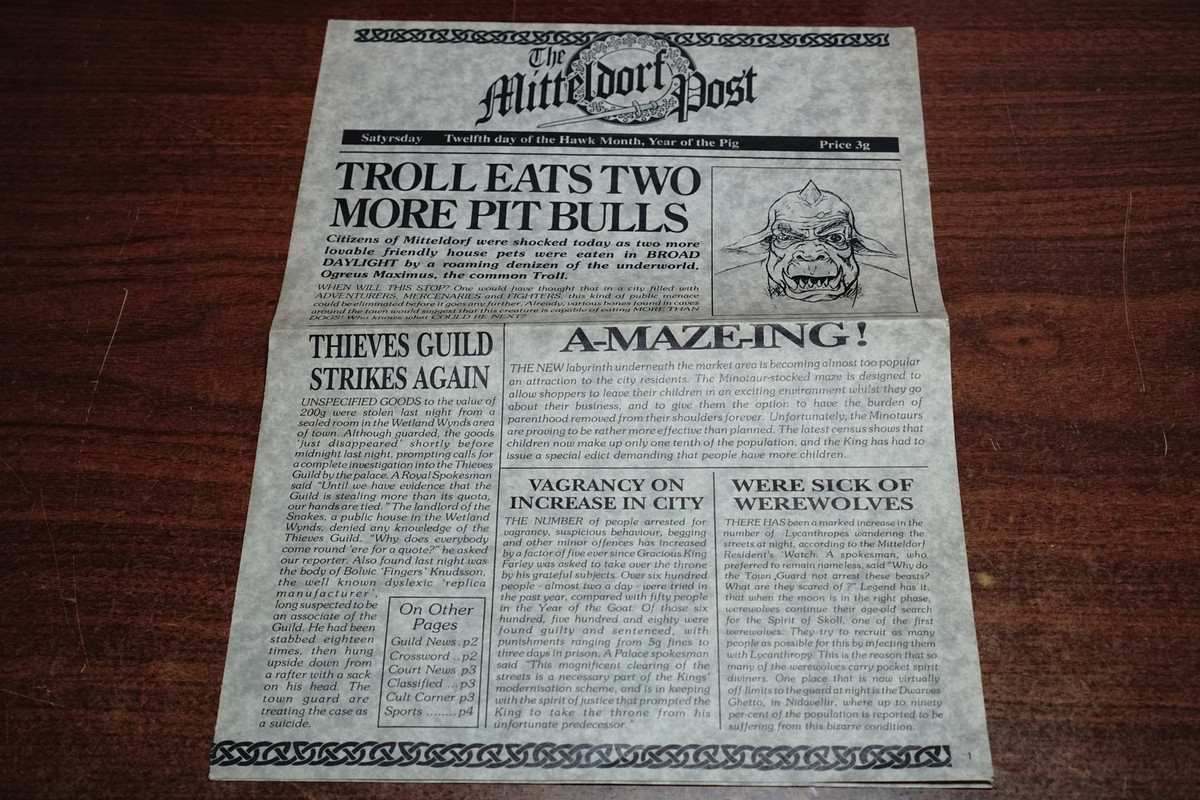 The
Mitteldorf Post
Satyrsday Twelfth day of the Hawk Month, Year of the Pig Price 3g
TROLL EATS TWO
MORE PIT BULLS
Citizens of Mitteldorf were shocked today as two more
lovable friendly house pets were eaten in BROAD
DAYLIGHT by a roaming denizen of the underworld,
Ogreus Maximus, the common Troll.
WHEN WILL THIS STOP? One would have thought that in a city filled with
ADVENTURERS, MERCENARIES and FIGHTERS, this kind of public menace
could be eliminated before it goes any further. Already, various bones found in caves
around the town would suggest that this creature is capable of eating MORE THAN
DOGS! Who knows what COULD BE NEXT?
THIEVES GUILD
STRIKES AGAIN
UNSPECIFIED GOODS to the value of
200g were stolen last night from a
sealed room in the Wetland Wynds area
of town. Although guarded, the goods
'just disappeared' shortly before
midnight last night, prompting calls for
a complete investigation into the Thieves
Guild by the palace. A Royal Spokesman
said "Until we have evidence that the
Guild is stealing more than its quota,
our hands are tied." The landlord of the
Snakes, a public house in the Wetland
Wynds, denied any knowledge of the
Thieves Guild. "Why does everybody
come round 'ere for a quote?" he asked
our reporter. Also found last night was
the body of Bolvic 'Fingers' Knudsson,
the well known dyslexic 'replica
manufacturer',
long suspected to be
an associate of the
Guild. He had been
stabbed eighteen
times, then hung
upside down from
a rafter with a sack
on his head. The
town guard are
treating the case as
a suicide.
On Other
Pages
Guild News. p2
Crossword .. p2
Court News p3
Classified ... p3
Cult Corner p3
Sports ........ p4
A-MAZE-ING!
THE NEW labyrinth underneath the market area is becoming almost too popular
an attraction to the city residents. The Minotaur-stocked maze is designed to
allow shoppers to leave their children in an exciting environment whilst they go
about their business, and to give them the option to have the burden of
parenthood removed from their shoulders forever. Unfortunately, the Minotaurs
are proving to be rather more effective than planned. The latest census shows that
children now make up only one tenth of the population, and the King has had to
issue a special edict demanding that people have more children.
VAGRANCY ON
INCREASE IN CITY
THE NUMBER of people arrested for
vagrancy, suspicious behaviour, begging
and other minor offences has increased
by a factor of five ever since Gracious King
Farley was asked to take over the throne
by his grateful subjects. Over six hundred
people - almost two a day - were tried in
the past year, compared with fifty people
in the Year of the Goat. Of those six
hundred, five hundred and eighty were
found guilty and sentenced, with
punishments ranging from 5g fines to
three days in prison. A Palace spokesman
said "This magnificent clearing of the
streets is a necessary part of the Kings'
modernisation scheme, and is in keeping
with the spirit of justice that prompted the
King to take the throne from his
unfortunate predecessor."
WERE SICK OF
WEREWOLVES
THERE HAS been a marked increase in the
number of Lycanthropes wandering the
streets at night, according to the Mitteldorf
Resident's 'Watch. A spokesman, who
preferred to remain nameless, said "Why do
the Town Guard not arrest these beasts?
What are they scared of ?" Legend has it,
that when the moon is in the right phase,
werewolves continue their age-old search
for the Spirit of Skoll, one of the first
werewolves. They try to recruit as many
people as possible for this by infecting them
with Lycanthropy. This is the reason that so
many of the werewolves carry pocket spirit
diviners. One place that is now virtually
off limits to the guard at night is the Dwarves
Ghetto, in Nidavellir, where up to ninety
per-cent of the population is reported to be
suffering from this bizarre condition.
1